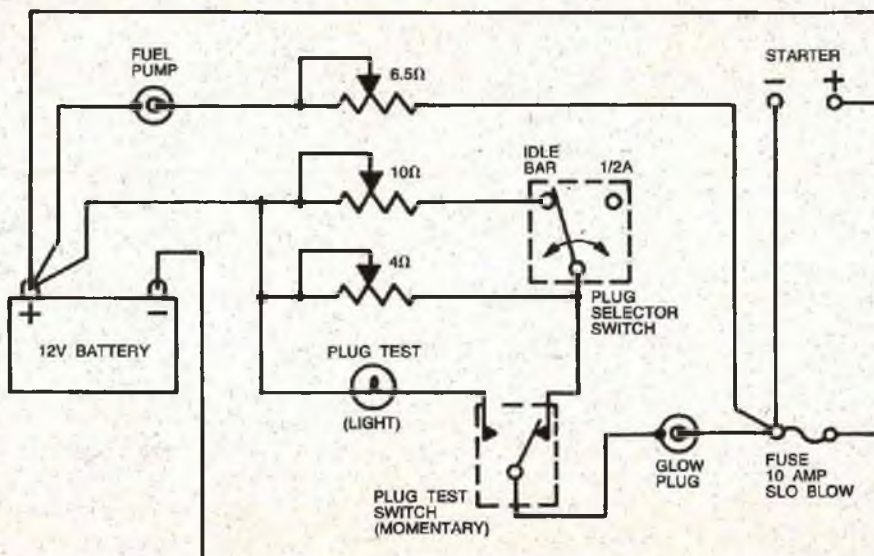 FUEL
PUMP
6.5Ω
STARTER
- +
10Ω
IDLE
BAR
1/2A
4Ω
PLUG
SELECTOR
SWITCH
+ -
12V BATTERY
PLUG TEST
(LIGHT)
PLUG TEST
SWITCH
(MOMENTARY)
GLOW
PLUG
FUSE
10 AMP
SLO BLOW